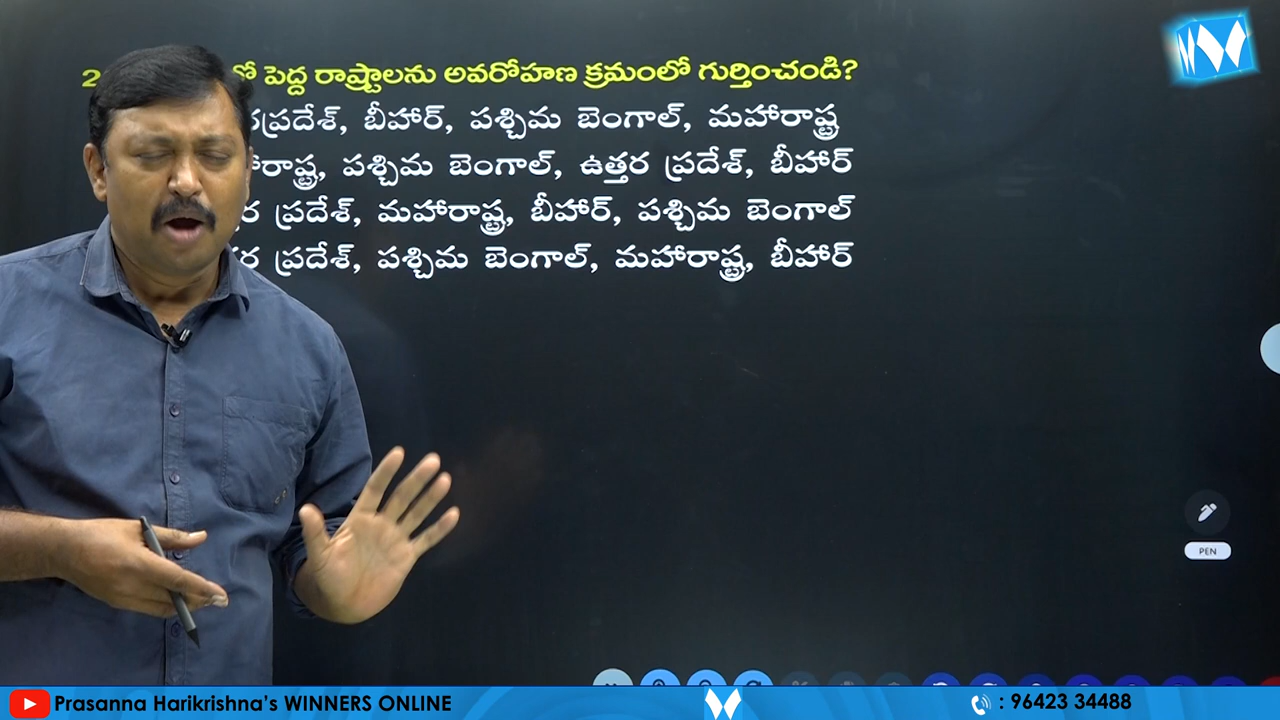 2 పెద్ద రాష్ట్రాలను అవరోహణ క్రమంలో గుర్తించండి?
బీహార్, పశ్చిమ బెంగాల్, మహారాష్ట్ర
పశ్చిమ బెంగాల్, ఉత్తర ప్రదేశ్, బీహార్
ప్రదేశ్, మహారాష్ట్ర, బీహార్, పశ్చిమ బెంగాల్
ప్రదేశ్, పశ్చిమ బెంగాల్, మహారాష్ట్ర, బీహార్
PEN
Prasanna Harikrishna's WINNERS ONLINE
: 96423 34488